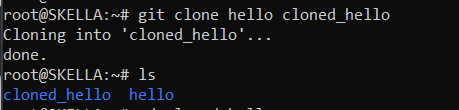 root@SKELLA:~# git clone hello cloned_hello
Cloning into 'cloned_hello'...
done.
root@SKELLA:~# ls
cloned_hello  hello